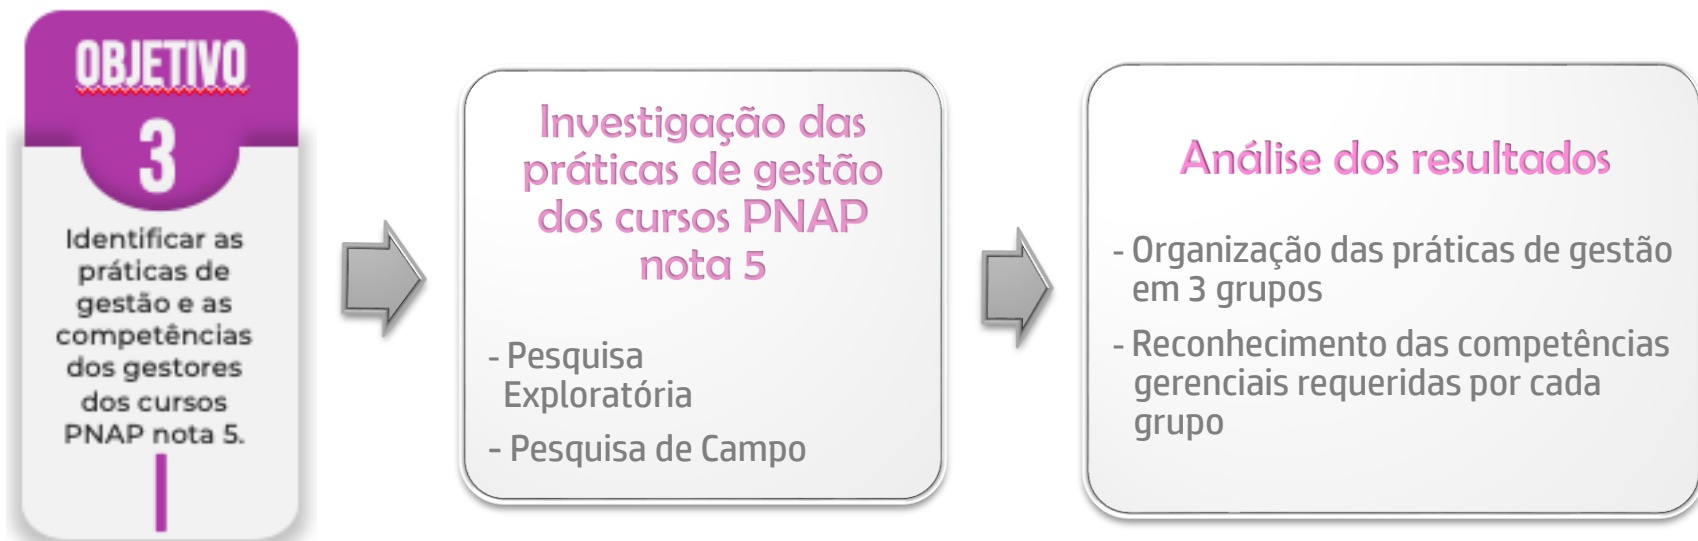 OBJETIVO
3
Identificar as
práticas de
gestão e as
competências
dos gestores
dos cursos
PNAP nota 5.
Investigação das
práticas de gestão
dos cursos PNAP
nota 5
- Pesquisa
Exploratória
- Pesquisa de Campo
Análise dos resultados
- Organização das práticas de gestão
em 3 grupos
- Reconhecimento das competências
gerenciais requeridas por cada
grupo